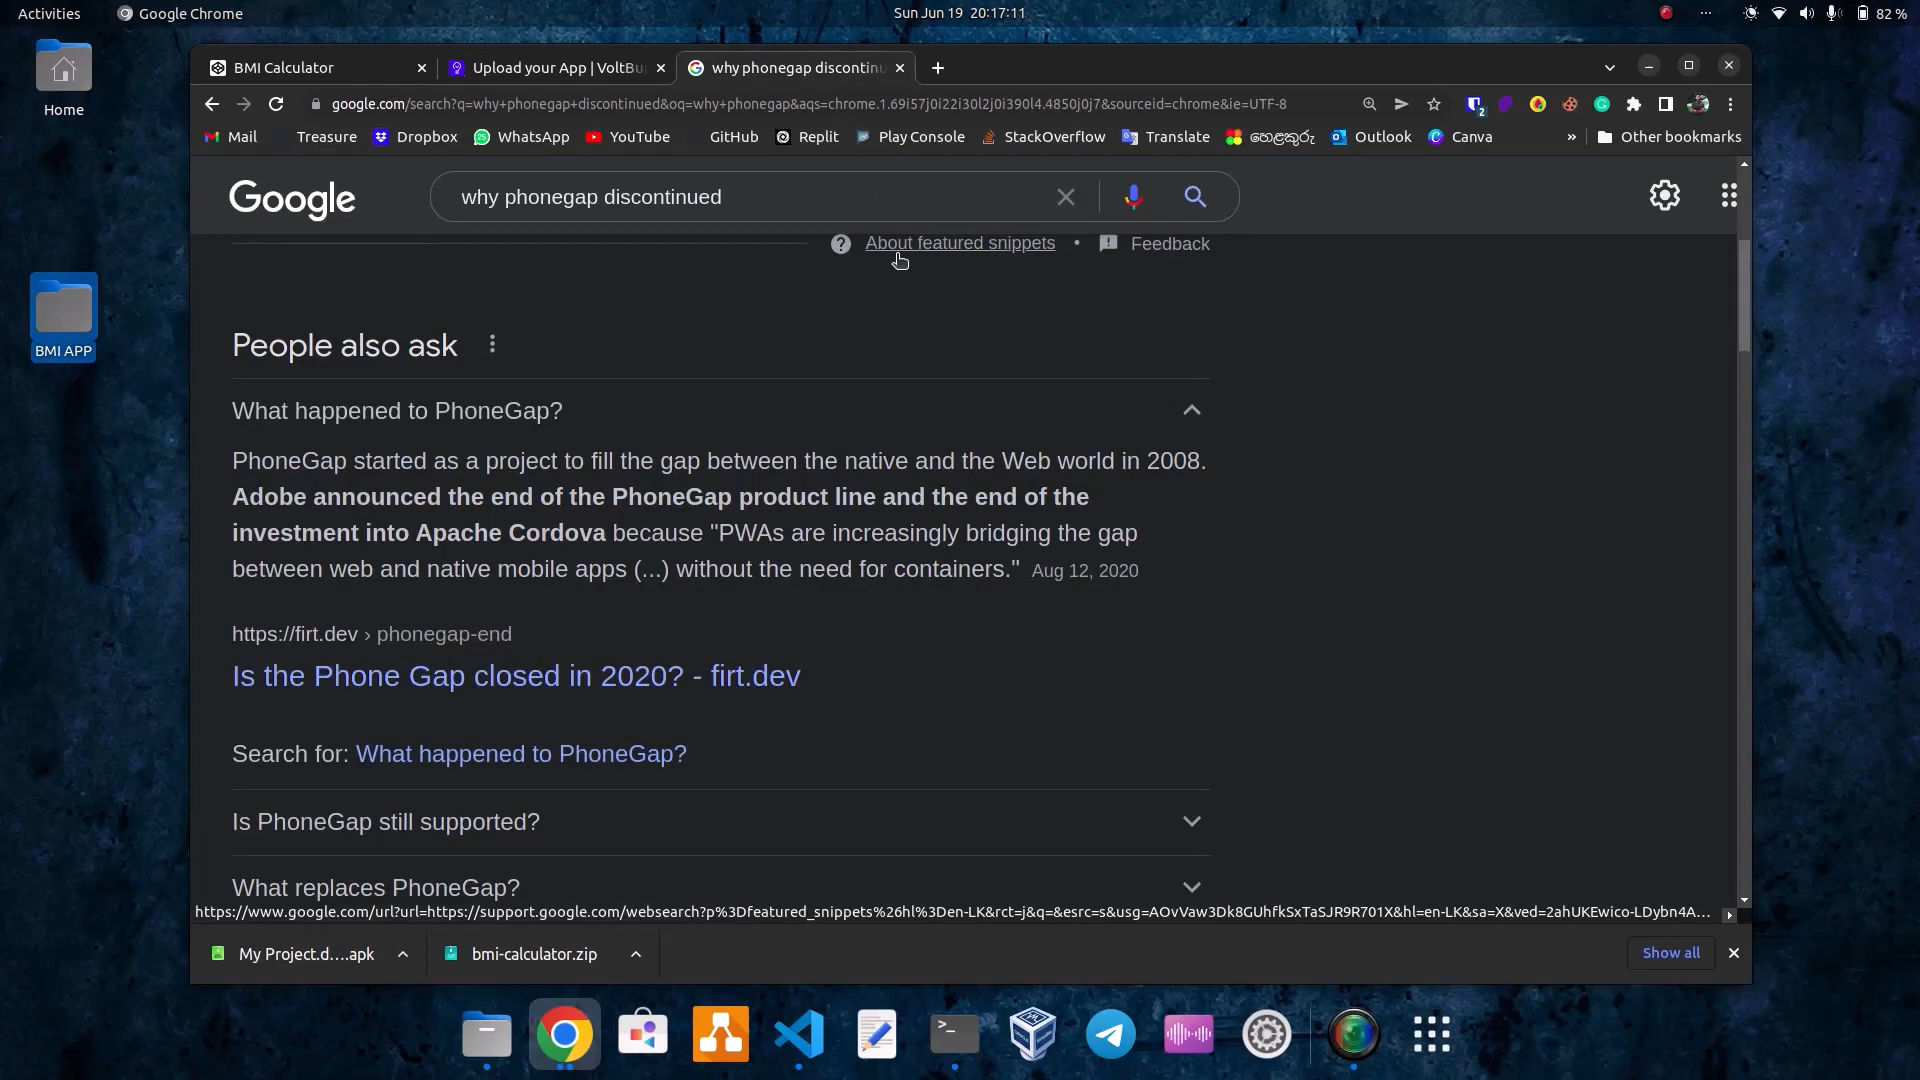 Activities
Google Chrome
Sun Jun 19 20:17:11
82 %
Home
BMI APP
BMI Calculator
Upload your App | VoltBu
why phonegap discontinu
google.com/search?q=why+phonegap+discontinued&oq=why+phonegap&aqs=chrome.1.69i57j0i22i30l2j0i390l4.4850j0j7&sourceid=chrome&ie=UTF-8
2
Mail
Treasure
Dropbox
WhatsApp
YouTube
GitHub
Replit
Play Console
StackOverflow
Translate
හෙළකුරු
Outlook
Canva
»
Other bookmarks
Google
why phonegap discontinued
About featured snippets • Feedback
People also ask
What happened to PhoneGap?
PhoneGap started as a project to fill the gap between the native and the Web world in 2008.
Adobe announced the end of the PhoneGap product line and the end of the
investment into Apache Cordova because "PWAs are increasingly bridging the gap
between web and native mobile apps (...) without the need for containers." Aug 12, 2020
https://firt.dev › phonegap-end
Is the Phone Gap closed in 2020? - firt.dev
Search for: What happened to PhoneGap?
Is PhoneGap still supported?
What replaces PhoneGap?
https://www.google.com/url?url=https://support.google.com/websearch?p%3Dfeatured_snippets%26hl%3Den-LK&rct=j&q=&esrc=s&usg=AOvVaw3Dk8GUhfkSxTaSJR9R701X&hl=en-LK&sa=X&ved=2ahUKEwico-LDybn4A...
My Project.d....apk
bmi-calculator.zip
Show all